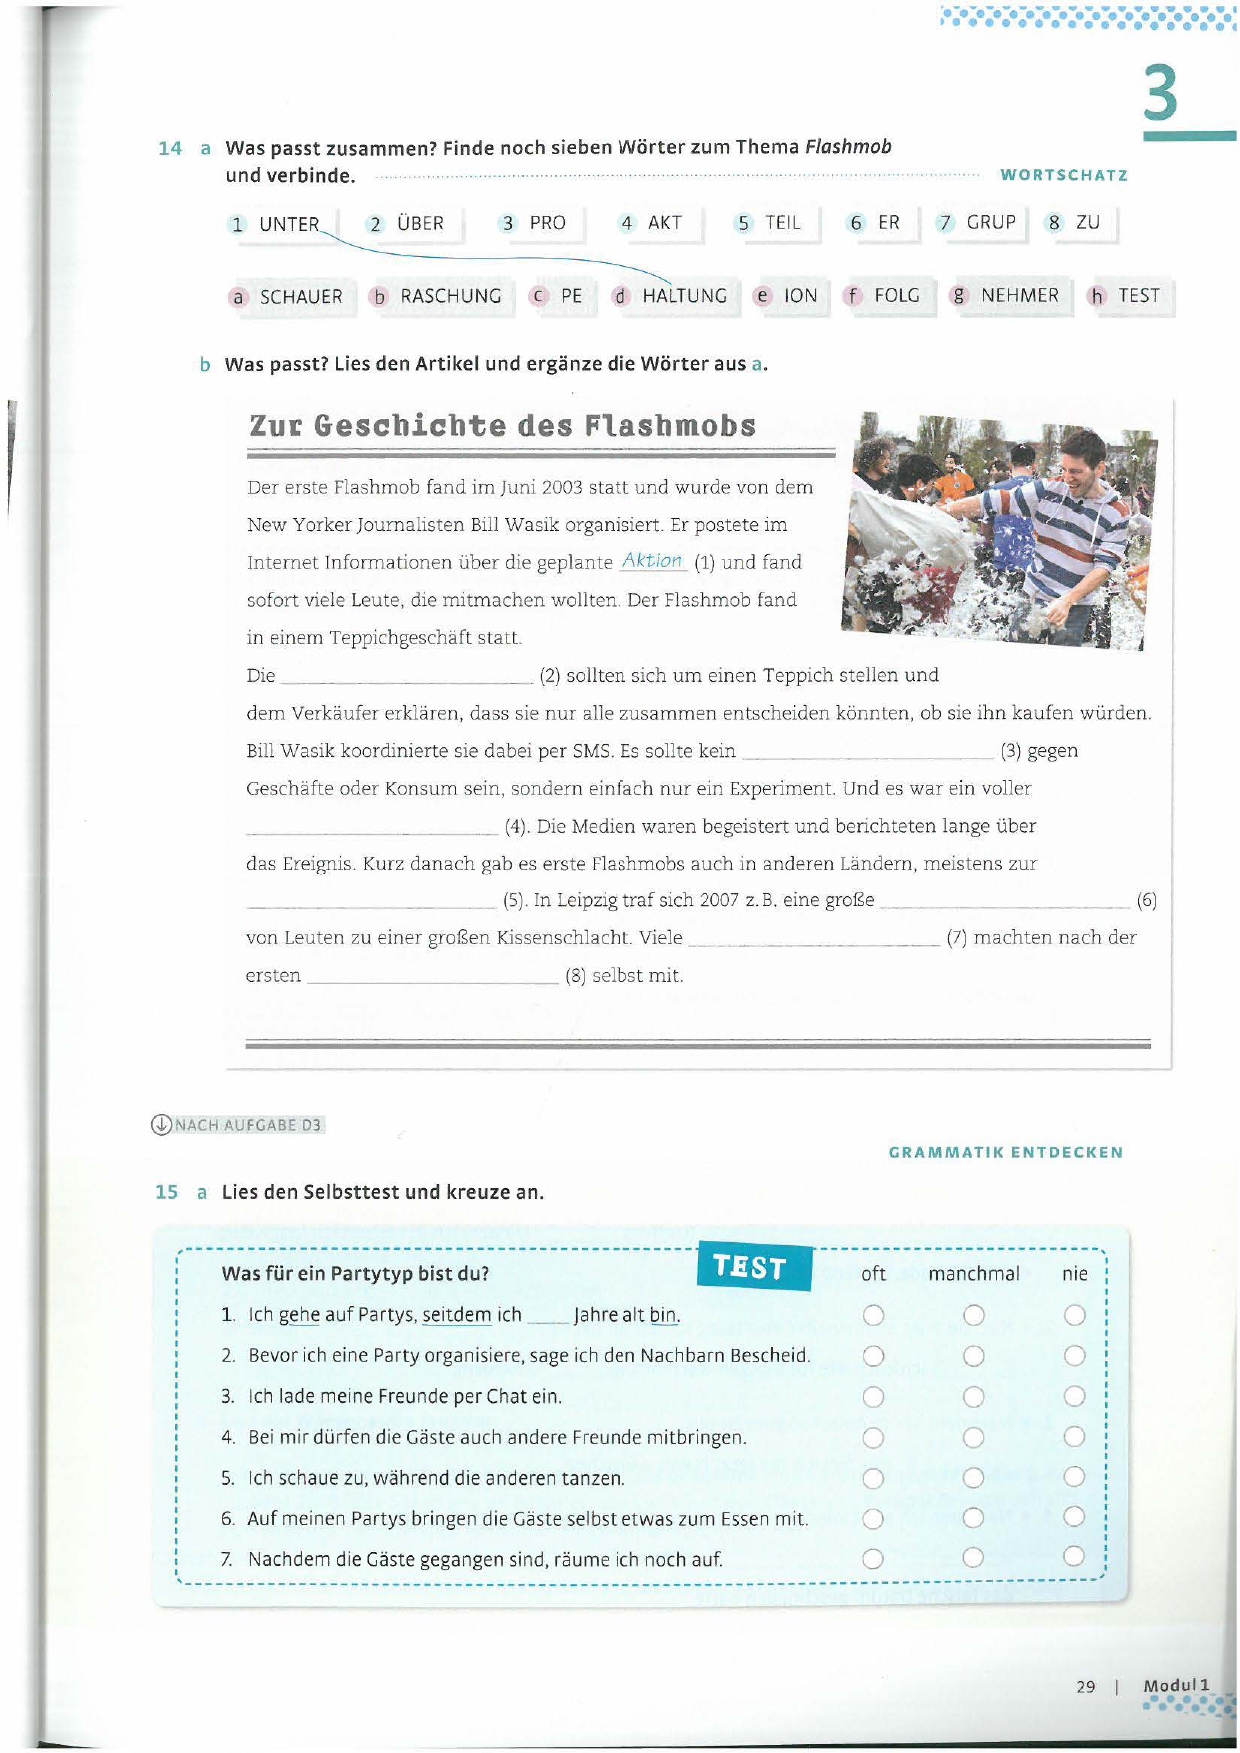 3
14 a Was passt zusammen? Finde noch sieben Wörter zum Thema Flashmob
und verbinde. WORTSCHATZ
1 UNTER 2 ÜBER 3 PRO 4 AKT 5 TEIL 6 ER 7 GRUP 8 ZU
a SCHAUER b RASCHUNG c PE d HALTUNG e ION f FOLG g NEHMER h TEST
b Was passt? Lies den Artikel und ergänze die Wörter aus a.
Zur Geschichte des Flashmobs
Der erste Flashmob fand im Juni 2003 statt und wurde von dem
New Yorker Journalisten Bill Wasik organisiert. Er postete im
Internet Informationen über die geplante Aktion (1) und fand
sofort viele Leute, die mitmachen wollten. Der Flashmob fand
in einem Teppichgeschäft statt.
Die ____ (2) sollten sich um einen Teppich stellen und
dem Verkäufer erklären, dass sie nur alle zusammen entscheiden könnten, ob sie ihn kaufen würden.
Bill Wasik koordinierte sie dabei per SMS. Es sollte kein ____ (3) gegen
Geschäfte oder Konsum sein, sondern einfach nur ein Experiment. Und es war ein voller
____ (4). Die Medien waren begeistert und berichteten lange über
das Ereignis. Kurz danach gab es erste Flashmobs auch in anderen Ländern, meistens zur
____ (5). In Leipzig traf sich 2007 z. B. eine große ____ (6)
von Leuten zu einer großen Kissenschlacht. Viele ____ (7) machten nach der
ersten ____ (8) selbst mit.
NACH AUFGABE D3
GRAMMATIK ENTDECKEN
15 a Lies den Selbsttest und kreuze an.
Was für ein Partytyp bist du? TEST oft manchmal nie
1. Ich gehe auf Partys, seitdem ich ____ Jahre alt bin.
2. Bevor ich eine Party organisiere, sage ich den Nachbarn Bescheid.
3. Ich lade meine Freunde per Chat ein.
4. Bei mir dürfen die Gäste auch andere Freunde mitbringen.
5. Ich schaue zu, während die anderen tanzen.
6. Auf meinen Partys bringen die Gäste selbst etwas zum Essen mit.
7. Nachdem die Gäste gegangen sind, räume ich noch auf.
29 | Modul 1